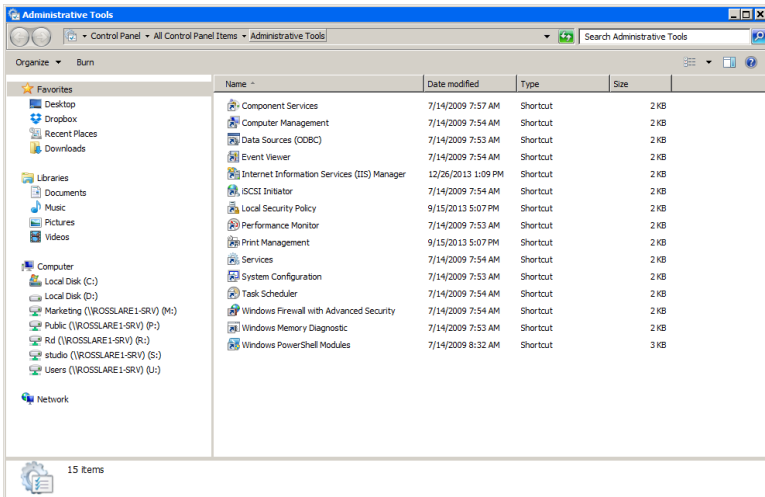 Administrative Tools
Control Panel All Control Panel Items Administrative Tools Search Administrative Tools
Organize Burn
Favorites
Desktop
Dropbox
Recent Places
Downloads
Libraries
Documents
Music
Pictures
Videos
Computer
Local Disk (C:)
Local Disk (D:)
Marketing (\\ROSSLARE1-SRV) (M:)
Public (\\ROSSLARE1-SRV) (P:)
Rd (\\ROSSLARE1-SRV) (R:)
studio (\\ROSSLARE1-SRV) (S:)
Users (\\ROSSLARE1-SRV) (U:)
Network
Name Date modified Type Size
Component Services 7/14/2009 7:57 AM Shortcut 2 KB
Computer Management 7/14/2009 7:54 AM Shortcut 2 KB
Data Sources (ODBC) 7/14/2009 7:53 AM Shortcut 2 KB
Event Viewer 7/14/2009 7:54 AM Shortcut 2 KB
Internet Information Services (IIS) Manager 12/26/2013 1:09 PM Shortcut 2 KB
iSCSI Initiator 7/14/2009 7:54 AM Shortcut 2 KB
Local Security Policy 9/15/2013 5:07 PM Shortcut 2 KB
Performance Monitor 7/14/2009 7:53 AM Shortcut 2 KB
Print Management 9/15/2013 5:07 PM Shortcut 2 KB
Services 7/14/2009 7:54 AM Shortcut 2 KB
System Configuration 7/14/2009 7:53 AM Shortcut 2 KB
Task Scheduler 7/14/2009 7:54 AM Shortcut 2 KB
Windows Firewall with Advanced Security 7/14/2009 7:54 AM Shortcut 2 KB
Windows Memory Diagnostic 7/14/2009 7:53 AM Shortcut 2 KB
Windows PowerShell Modules 7/14/2009 8:32 AM Shortcut 3 KB
15 items